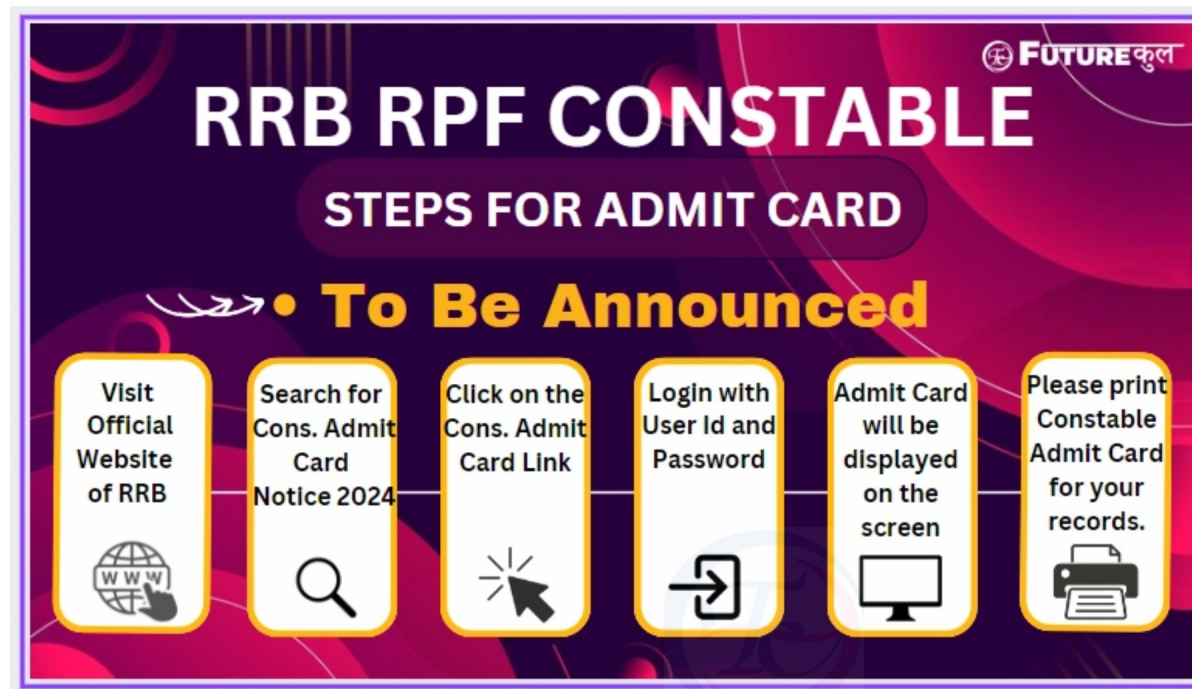 FUTUREकुल
RRB RPF CONSTABLE
STEPS FOR ADMIT CARD
• To Be Announced
Visit
Official
Website
of RRB
WWW
Search for
Cons. Admit
Card
Notice 2024
Click on the
Cons. Admit
Card Link
Login with
User Id and
Password
Admit Card
will be
displayed
on the
screen
Please print
Constable
Admit Card
for your
records.